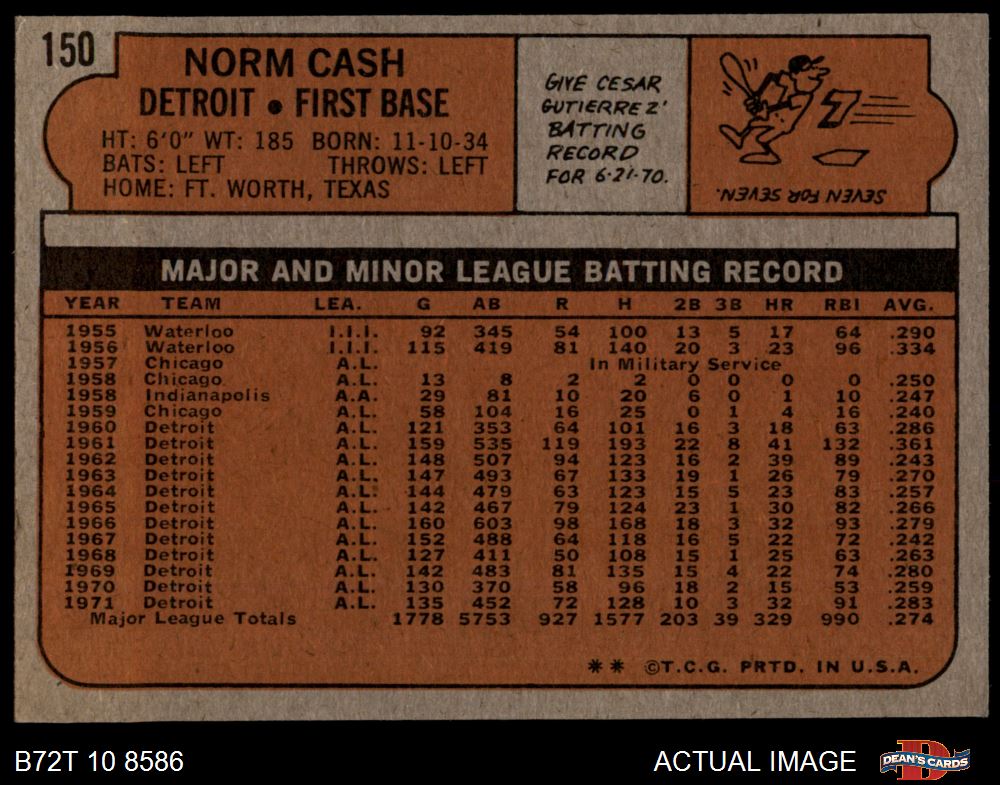 150
NORM CASH
DETROIT • FIRST BASE
HT: 6'0" WT: 185 BORN: 11-10-34
BATS: LEFT THROWS: LEFT
HOME: FT. WORTH, TEXAS
GIVE CESAR
GUTIERREZ'
BATTING
RECORD
FOR 6-21-70.
7
SEVEN FOR SEVEN.
MAJOR AND MINOR LEAGUE BATTING RECORD
YEAR TEAM LEA. G AB R H 2B 3B HR RBI AVG.
1955 Waterloo I.I.I. 92 345 54 100 13 5 17 64 .290
1956 Waterloo I.I.I. 115 419 81 140 20 3 23 96 .334
1957 Chicago A.L. In Military Service
1958 Chicago A.L. 13 8 2 2 0 0 0 0 .250
1958 Indianapolis A.A. 29 81 10 20 6 0 1 10 .247
1959 Chicago A.L. 58 104 16 25 0 1 4 16 .240
1960 Detroit A.L. 121 353 64 101 16 3 18 63 .286
1961 Detroit A.L. 159 535 119 193 22 8 41 132 .361
1962 Detroit A.L. 148 507 94 123 16 2 39 89 .243
1963 Detroit A.L. 147 493 67 133 19 1 26 79 .270
1964 Detroit A.L. 144 479 63 123 15 5 23 83 .257
1965 Detroit A.L. 142 467 79 124 23 1 30 82 .266
1966 Detroit A.L. 160 603 98 168 18 3 32 93 .279
1967 Detroit A.L. 152 488 64 118 16 5 22 72 .242
1968 Detroit A.L. 127 411 50 108 15 1 25 63 .263
1969 Detroit A.L. 142 483 81 135 15 4 22 74 .280
1970 Detroit A.L. 130 370 58 96 18 2 15 53 .259
1971 Detroit A.L. 135 452 72 128 10 3 32 91 .283
Major League Totals 1778 5753 927 1577 203 39 329 990 .274
** ©T.C.G. PRTD. IN U.S.A.
B72T 10 8586
ACTUAL IMAGE
D
DEAN'S CARDS